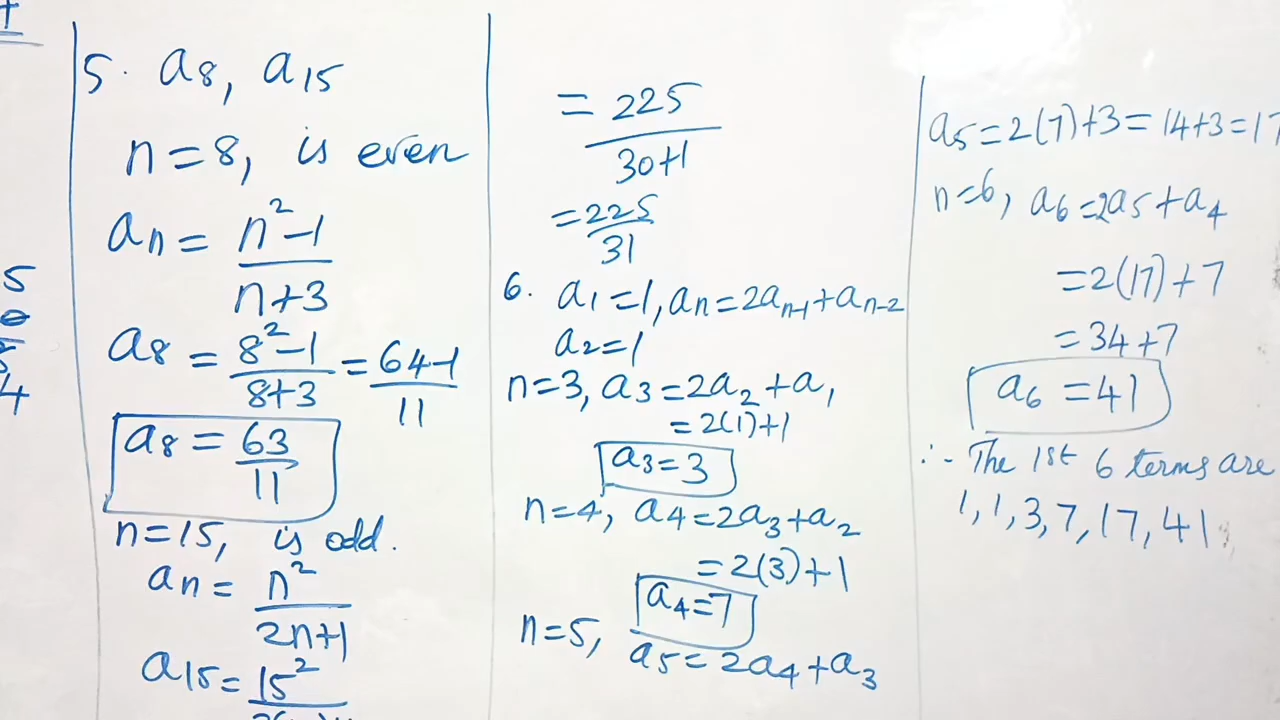 5. a₈, a₁₅
n=8, is even
aₙ = n²-1 / n+3
a₈ = 8²-1 / 8+3 = 64-1 / 11
a₈ = 63 / 11
n=15, is odd.
aₙ = n² / 2n+1
a₁₅ = 15²
= 225 / 30+1
= 225 / 31
6. a₁=1, aₙ=2aₙ₋₁+aₙ₋₂
a₂=1
n=3, a₃=2a₂+a₁
=2(1)+1
a₃=3
n=4, a₄=2a₃+a₂
=2(3)+1
a₄=7
n=5,
a₅=2a₄+a₃
a₅=2(7)+3=14+3=17
n=6, a₆=2a₅+a₄
=2(17)+7
=34+7
a₆=41
∴ The 1st 6 terms are
1, 1, 3, 7, 17, 41.